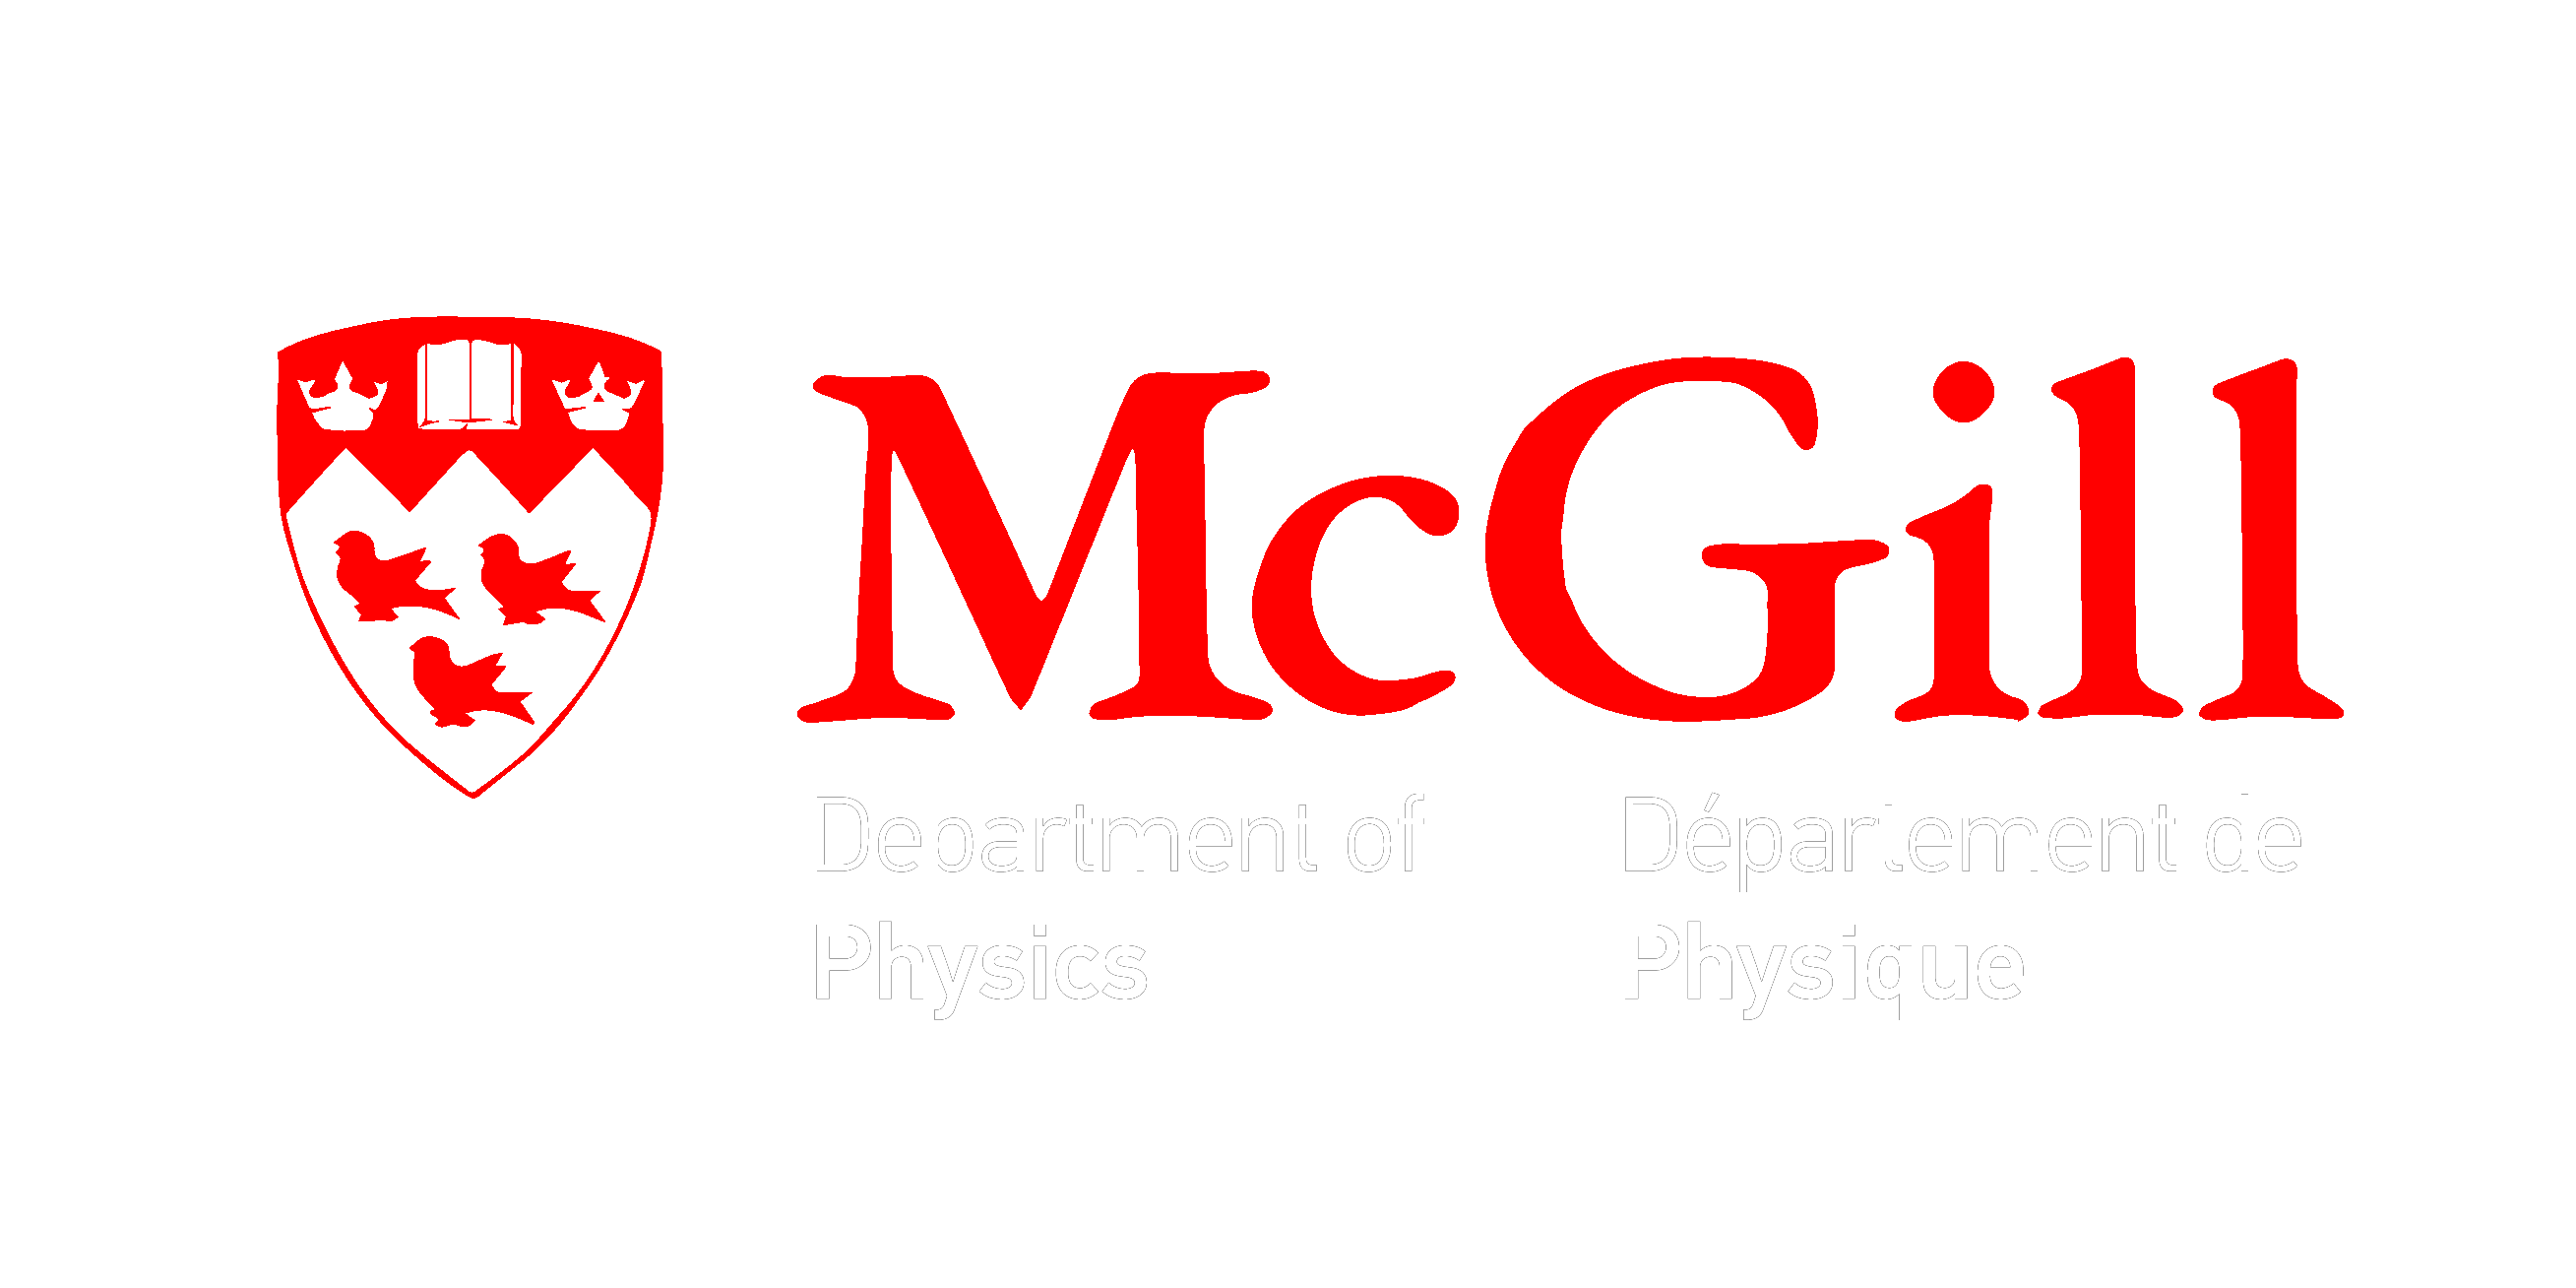 McGill
Department of
Physics
Département de
Physique